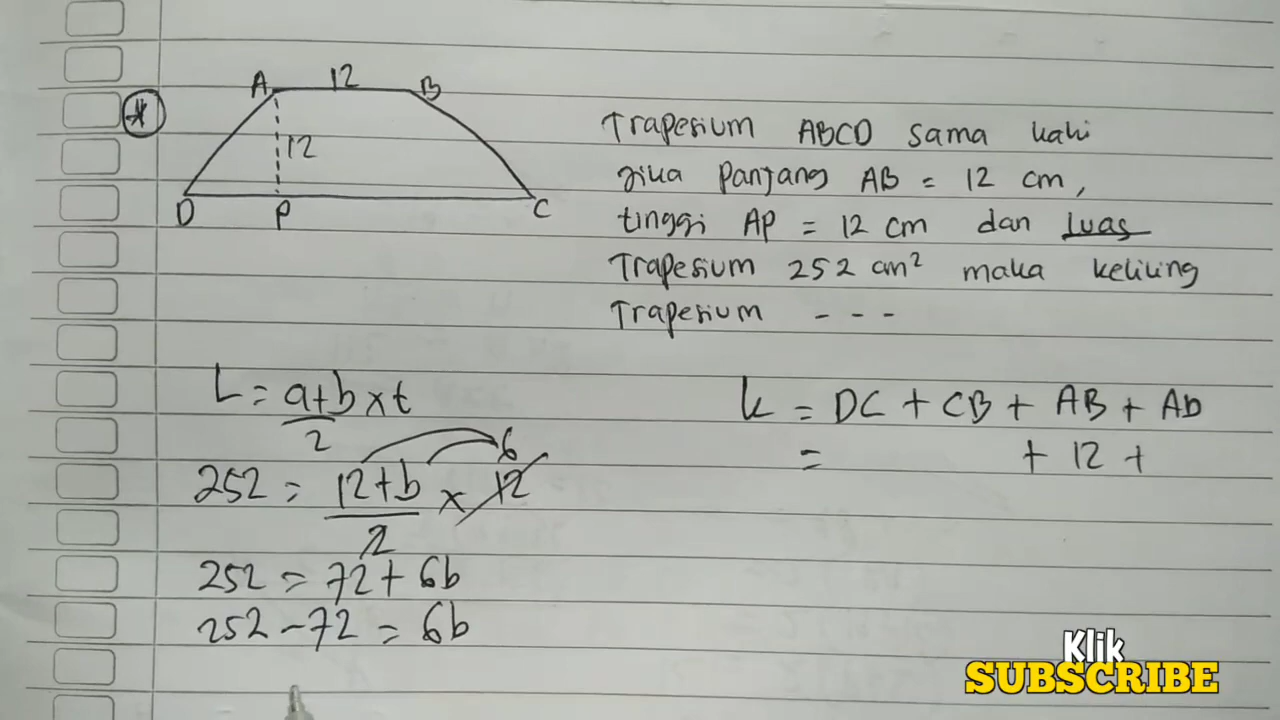 A 12 B
12
D P C
Trapesium ABCD sama kaki
jika Panjang AB = 12 cm,
tinggi AP = 12 cm dan Luas
Trapesium 252 cm² maka keliling
Trapesium - - -
L = a+b x t
2
6
252 = 12+b x 12
2
252 = 72 + 6b
252 - 72 = 6b
k = DC + CB + AB + AD
= + 12 +
Klik
SUBSCRIBE